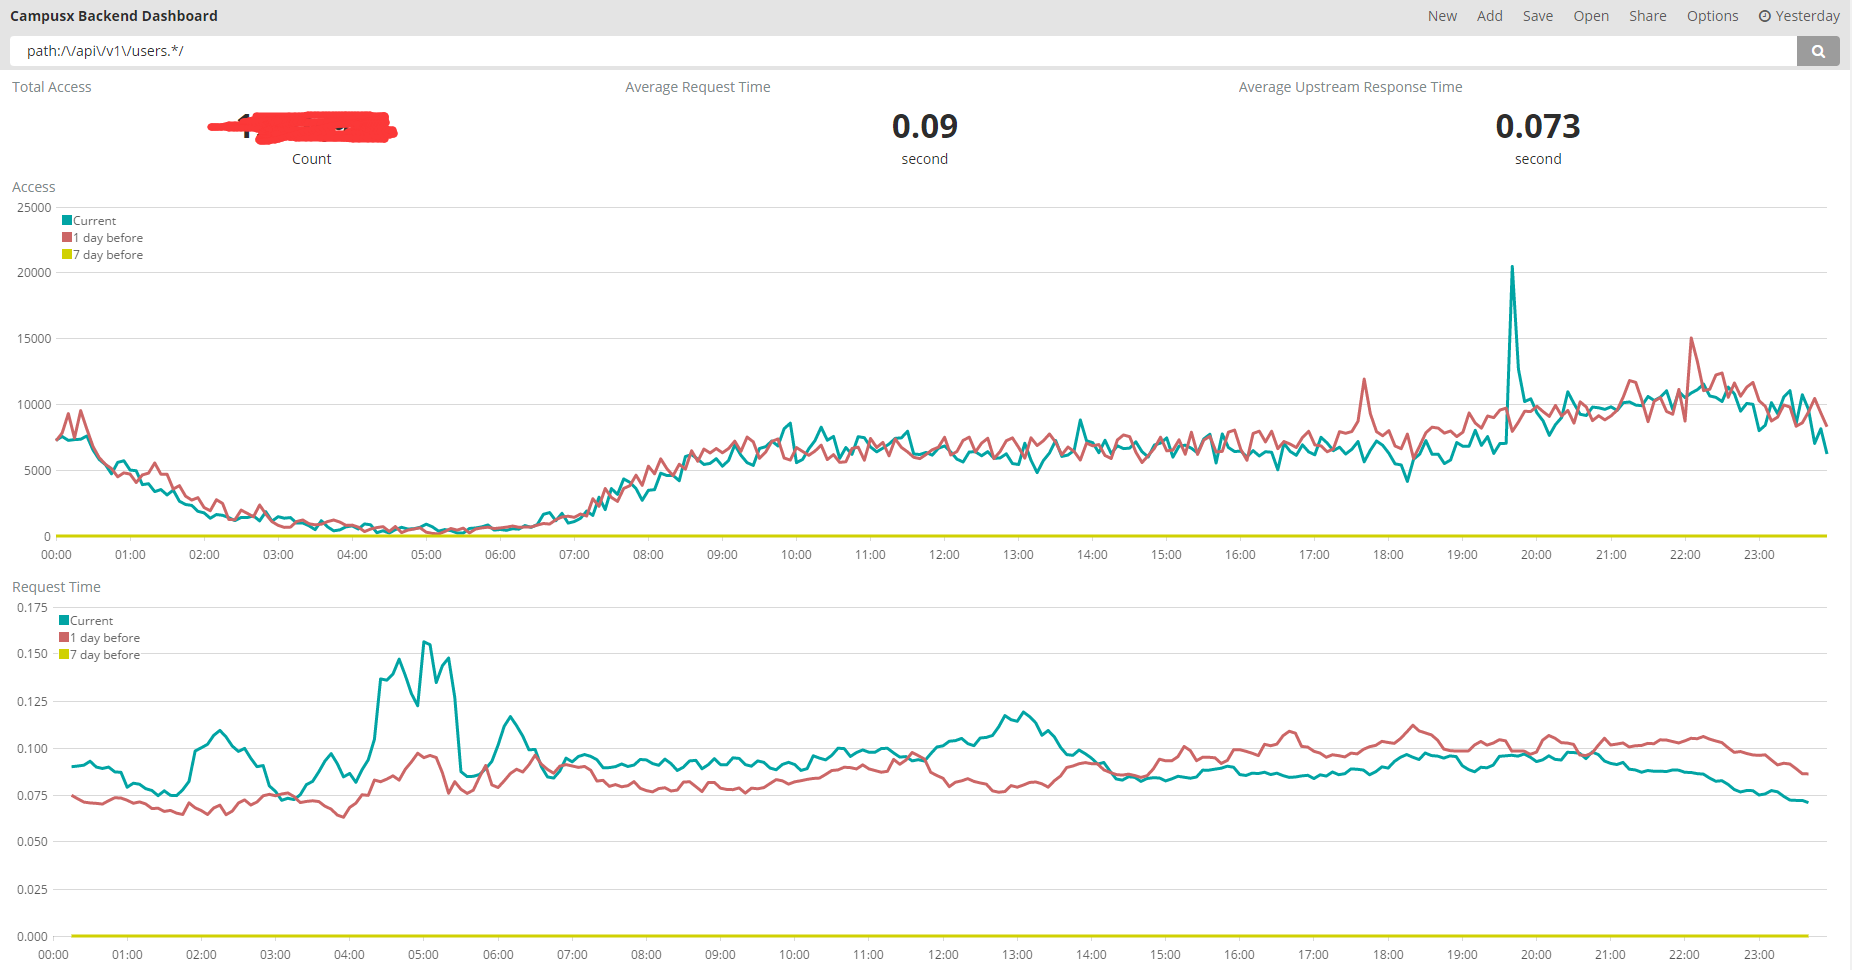 Campusx Backend Dashboard
New Add Save Open Share Options Yesterday
path:/\/api\/v1\/users.*/
Total Access
Average Request Time
Average Upstream Response Time
0.09
0.073
Count
second
second
Access
25000
20000
15000
10000
5000
0
Current
1 day before
7 day before
00:00 01:00 02:00 03:00 04:00 05:00 06:00 07:00 08:00 09:00 10:00 11:00 12:00 13:00 14:00 15:00 16:00 17:00 18:00 19:00 20:00 21:00 22:00 23:00
Request Time
0.175
0.150
0.125
0.100
0.075
0.050
0.025
0.000
Current
1 day before
7 day before
00:00 01:00 02:00 03:00 04:00 05:00 06:00 07:00 08:00 09:00 10:00 11:00 12:00 13:00 14:00 15:00 16:00 17:00 18:00 19:00 20:00 21:00 22:00 23:00